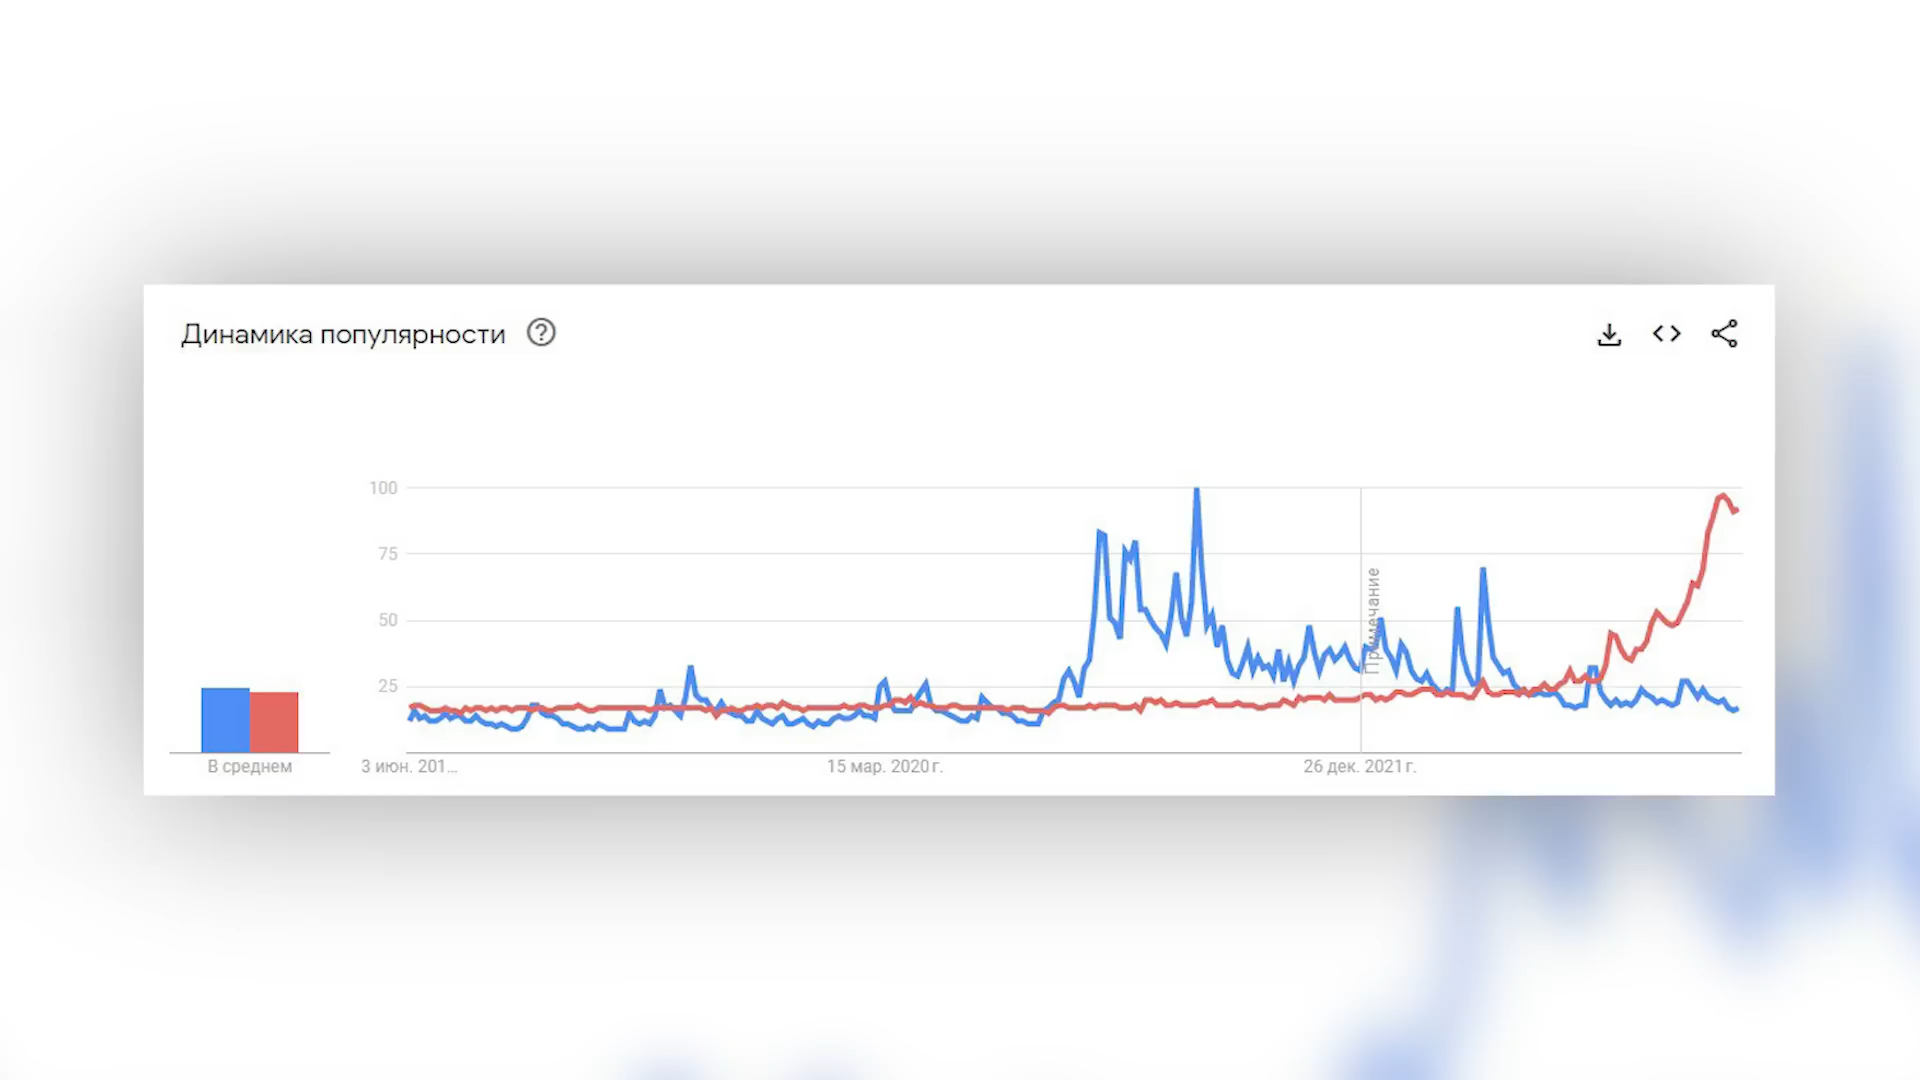 Динамика популярности
100
75
50
25
Примечание
В среднем
3 июн. 201...
15 мар. 2020 г.
26 дек. 2021 г.